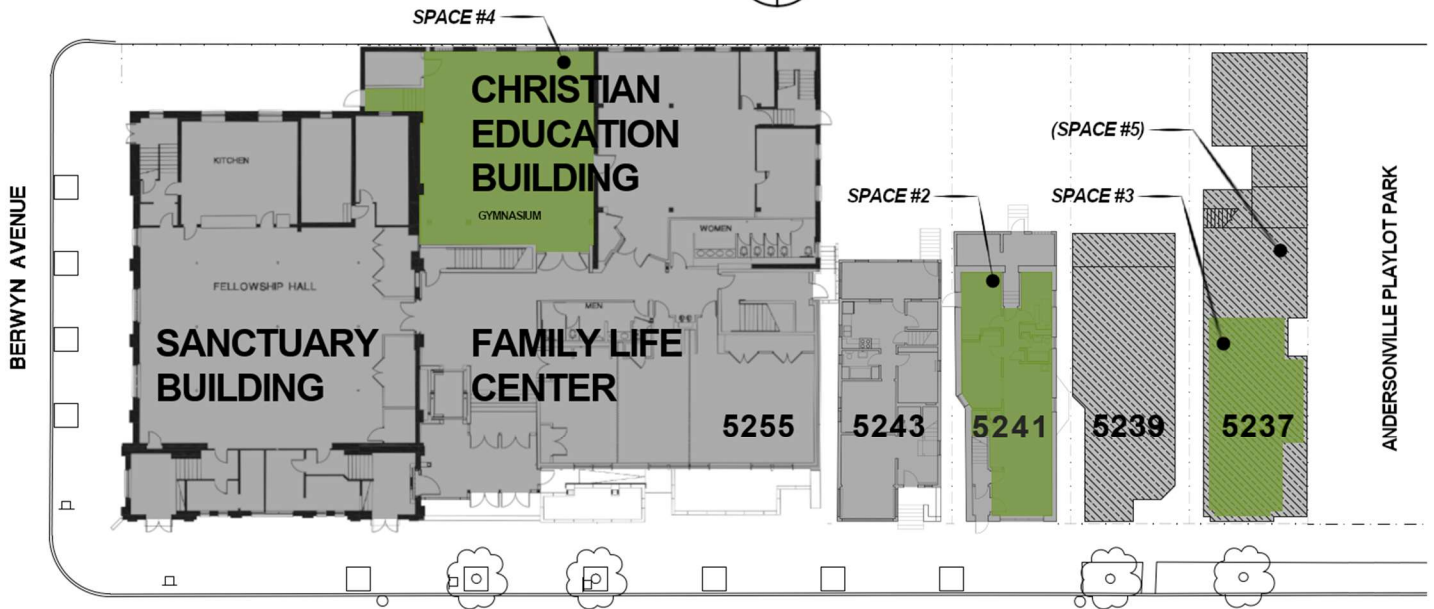 SPACE #4
CHRISTIAN
EDUCATION
BUILDING
GYMNASIUM
KITCHEN
FELLOWSHIP HALL
SANCTUARY
BUILDING
WOMEN
MEN
FAMILY LIFE
CENTER
5255
5243
SPACE #2
5241
5239
(SPACE #5)
SPACE #3
5237
BERWYN AVENUE
ANDERSONVILLE PLAYLOT PARK